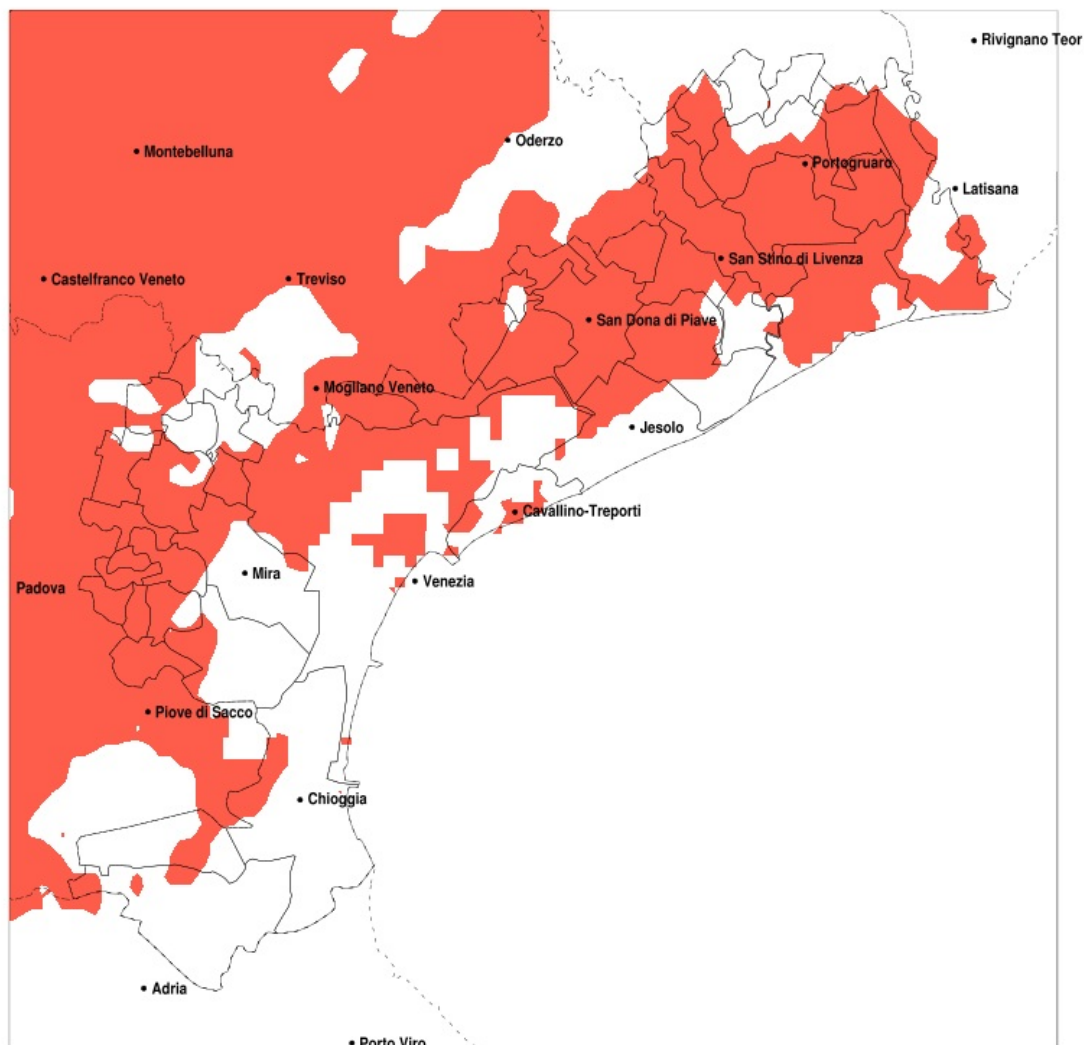 Rivignano Teor
Oderzo
Montebelluna
Portogruaro
Latisana
San Stino di Livenza
Castelfranco Veneto
Treviso
San Dona di Piave
Mogliano Veneto
Jesolo
Cavallino-Treporti
Mira
Venezia
Padova
Piove di Sacco
Chioggia
Adria
Porto Viro